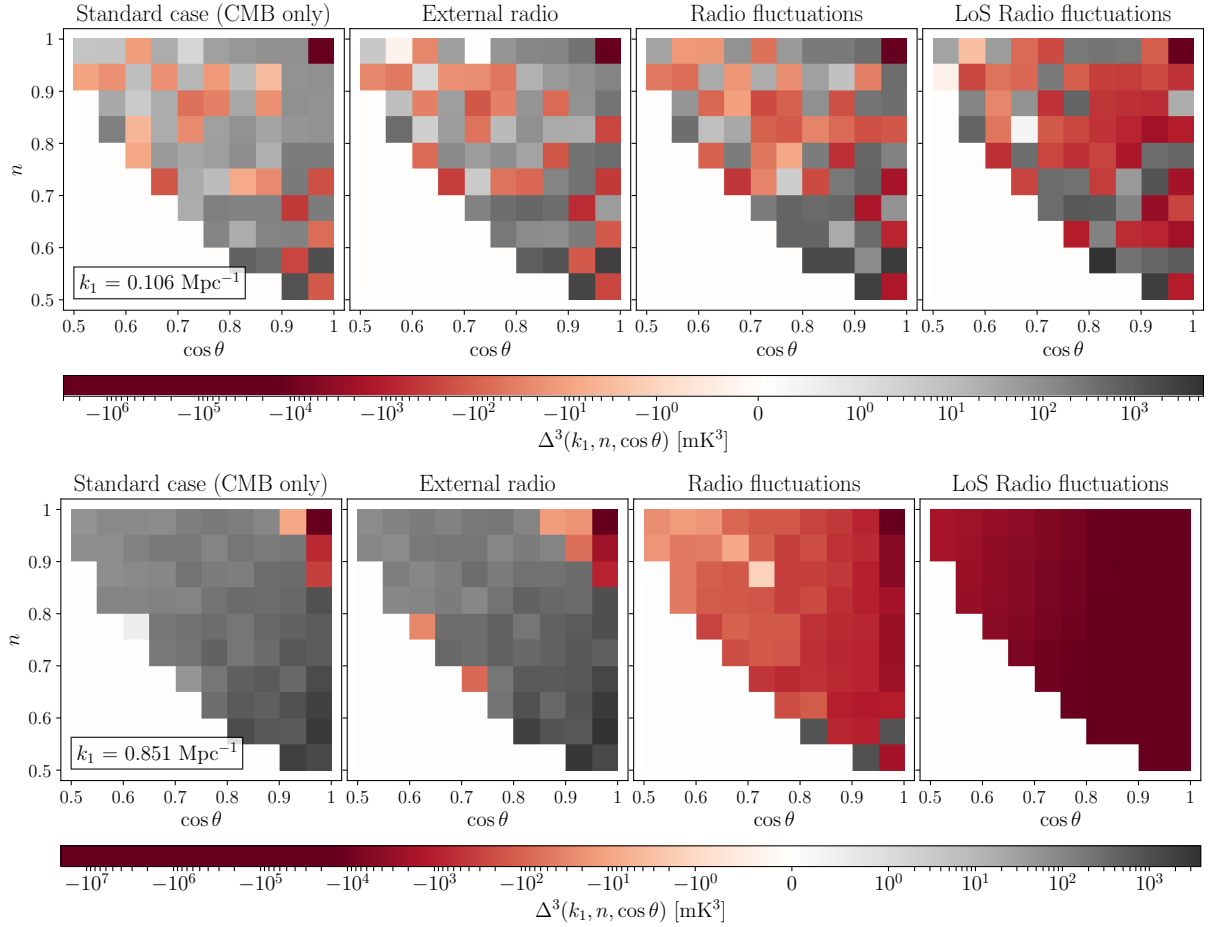 Standard case (CMB only) External radio Radio fluctuations LoS Radio fluctuations
1
0.9
0.8
n
0.7
0.6
0.5
k₁ = 0.106 Mpc⁻¹
0.5 0.6 0.7 0.8 0.9 0.5 0.6 0.7 0.8 0.9 0.5 0.6 0.7 0.8 0.9 0.5 0.6 0.7 0.8 0.9 1
cos θ cos θ cos θ cos θ
−10⁶ −10⁵ −10⁴ −10³ −10² −10¹ −10⁰ 0 10⁰ 10¹ 10² 10³
Δ³(k₁, n, cos θ) [mK³]
Standard case (CMB only) External radio Radio fluctuations LoS Radio fluctuations
1
0.9
0.8
n
0.7
0.6
0.5
k₁ = 0.851 Mpc⁻¹
0.5 0.6 0.7 0.8 0.9 0.5 0.6 0.7 0.8 0.9 0.5 0.6 0.7 0.8 0.9 0.5 0.6 0.7 0.8 0.9 1
cos θ cos θ cos θ cos θ
−10⁷ −10⁶ −10⁵ −10⁴ −10³ −10² −10¹ −10⁰ 0 10⁰ 10¹ 10² 10³
Δ³(k₁, n, cos θ) [mK³]